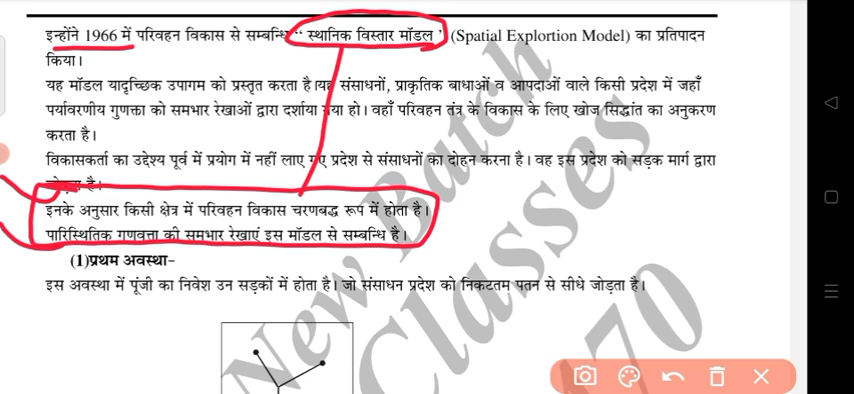 इन्होंने 1966 में परिवहन विकास से सम्बन्धि “ स्थानिक विस्तार मॉडल ’ (Spatial Explortion Model) का प्रतिपादन
किया।
यह मॉडल यादृच्छिक उपागम को प्रस्तुत करता है।यह संसाधनों, प्राकृतिक बाधाओं व आपदाओं वाले किसी प्रदेश में जहाँ
पर्यावरणीय गुणक्ता को समभार रेखाओं द्वारा दर्शाया गया हो। वहाँ परिवहन तंत्र के विकास के लिए खोज सिद्धांत का अनुकरण
करता है।
विकासकर्ता का उद्देश्य पूर्व में प्रयोग में नहीं लाए गए प्रदेश से संसाधनों का दोहन करना है। वह इस प्रदेश को सड़क मार्ग द्वारा
है।
इनके अनुसार किसी क्षेत्र में परिवहन विकास चरणबद्ध रूप में होता है।
पारिस्थितिक गुणवत्ता की समभार रेखाएं इस मॉडल से सम्बन्धि है।
(1)प्रथम अवस्था-
इस अवस्था में पूंजी का निवेश उन सड़कों में होता है। जो संसाधन प्रदेश को निकटतम पतन से सीधे जोड़ता है।
New Batch
Classes
70